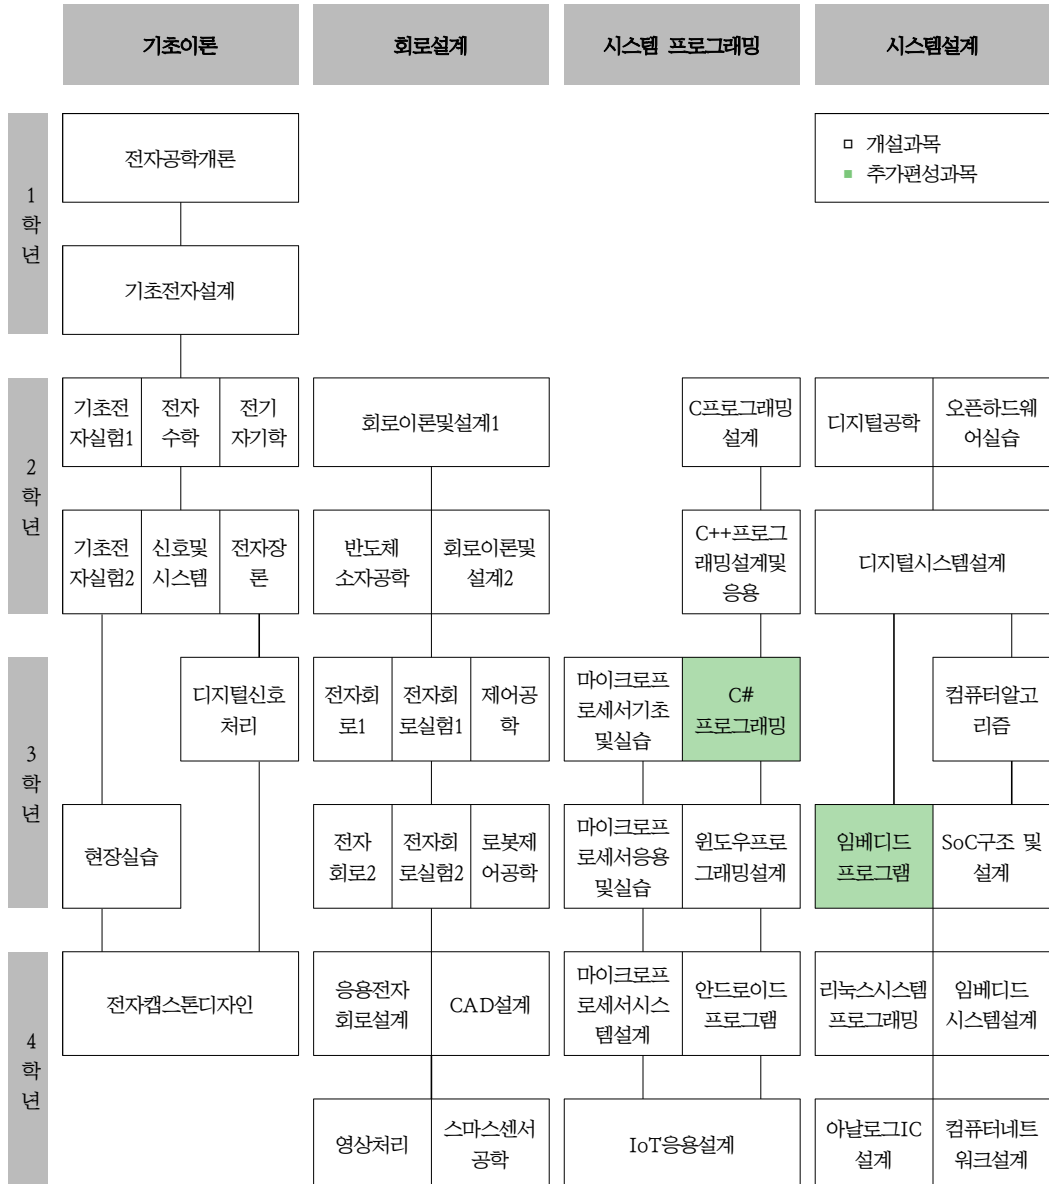 기초이론
회로설계
시스템 프로그래밍
시스템설계
1
학
년
전자공학개론
□ 개설과목
■ 추가편성과목
기초전자설계
2
학
년
기초전
자실험1
전자
수학
전기
자기학
회로이론및설계1
C프로그래밍
설계
디지털공학
오픈하드웨
어실습
기초전
자실험2
신호및
시스템
전자장
론
반도체
소자공학
회로이론및
설계2
C++프로그
래밍설계및
응용
디지털시스템설계
3
학
년
디지털신호
처리
전자회
로1
전자회
로실험1
제어공
학
마이크로프
로세서기초
및실습
C#
프로그래밍
컴퓨터알고
리즘
현장실습
전자
회로2
전자회
로실험2
로봇제
어공학
마이크로프
로세서응용
및실습
윈도우프로
그래밍설계
임베디드
프로그램
SoC구조 및
설계
4
학
년
전자캡스톤디자인
응용전자
회로설계
CAD설계
마이크로프
로세서시스
템설계
안드로이드
프로그램
리눅스시스템
프로그래밍
임베디드
시스템설계
영상처리
스마스센서
공학
IoT응용설계
아날로그IC
설계
컴퓨터네트
워크설계